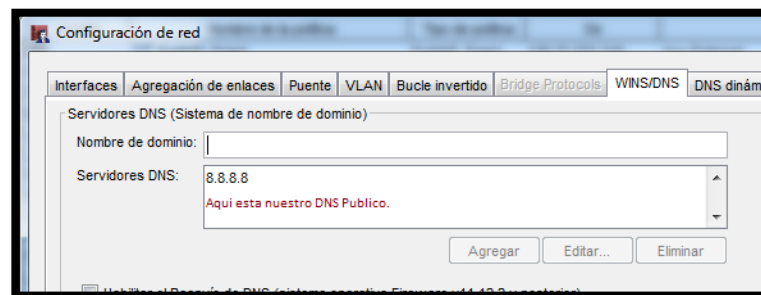 Configuración de red
Interfaces Agregación de enlaces Puente VLAN Bucle invertido Bridge Protocols WINS/DNS DNS dinám
Servidores DNS (Sistema de nombre de dominio)
Nombre de dominio:
Servidores DNS: 8.8.8.8
Aqui esta nuestro DNS Publico.
Agregar Editar... Eliminar